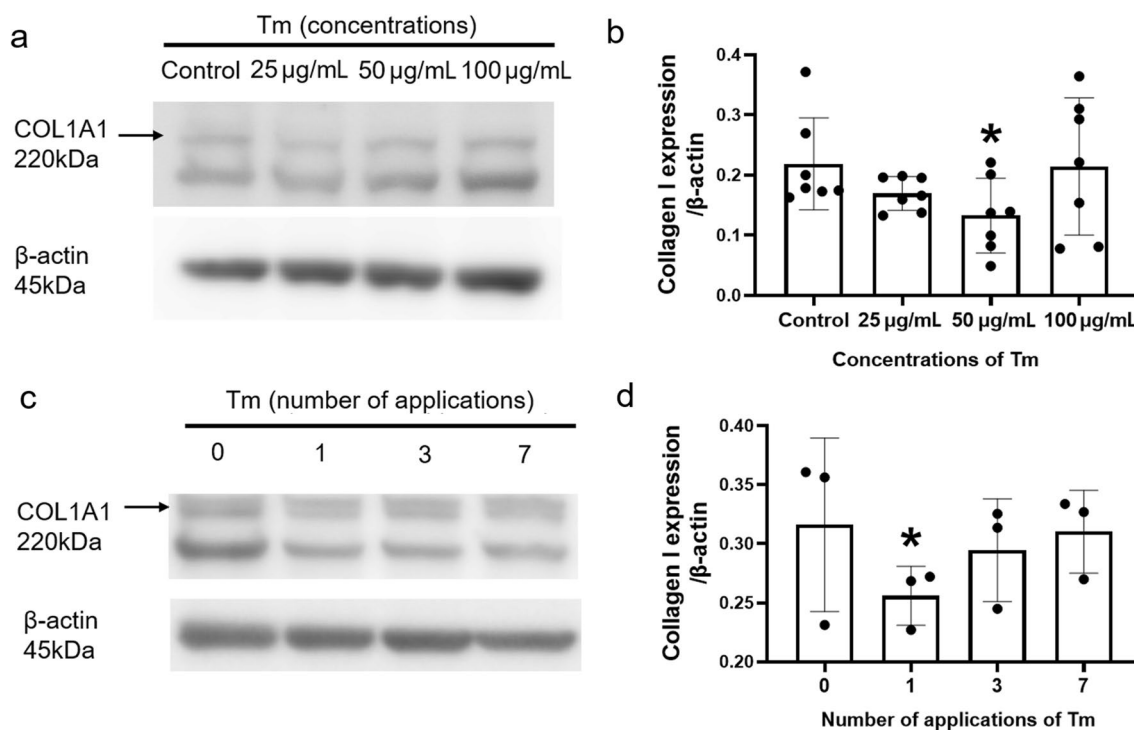 a
Tm (concentrations)
Control 25 µg/mL 50 µg/mL 100 µg/mL
COL1A1
220kDa
β-actin
45kDa
b
Collagen I expression
/β-actin
0.4
0.3
0.2
0.1
0.0
*
Control 25 µg/mL 50 µg/mL 100 µg/mL
Concentrations of Tm
c
Tm (number of applications)
0 1 3 7
COL1A1
220kDa
β-actin
45kDa
d
Collagen I expression
/β-actin
0.40
0.35
0.30
0.25
0.20
*
0 1 3 7
Number of applications of Tm